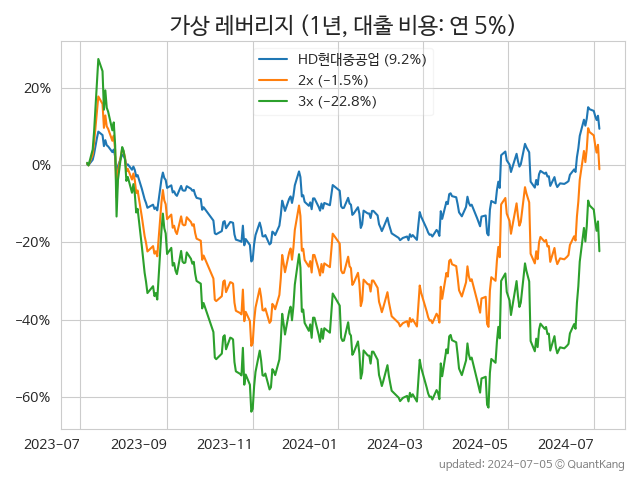 가상 레버리지 (1년, 대출 비용: 연 5%)
HD현대중공업 (9.2%)
2x (−1.5%)
3x (−22.8%)
20%
0%
−20%
−40%
−60%
2023-07 2023-09 2023-11 2024-01 2024-03 2024-05 2024-07
updated: 2024-07-05 © QuantKang